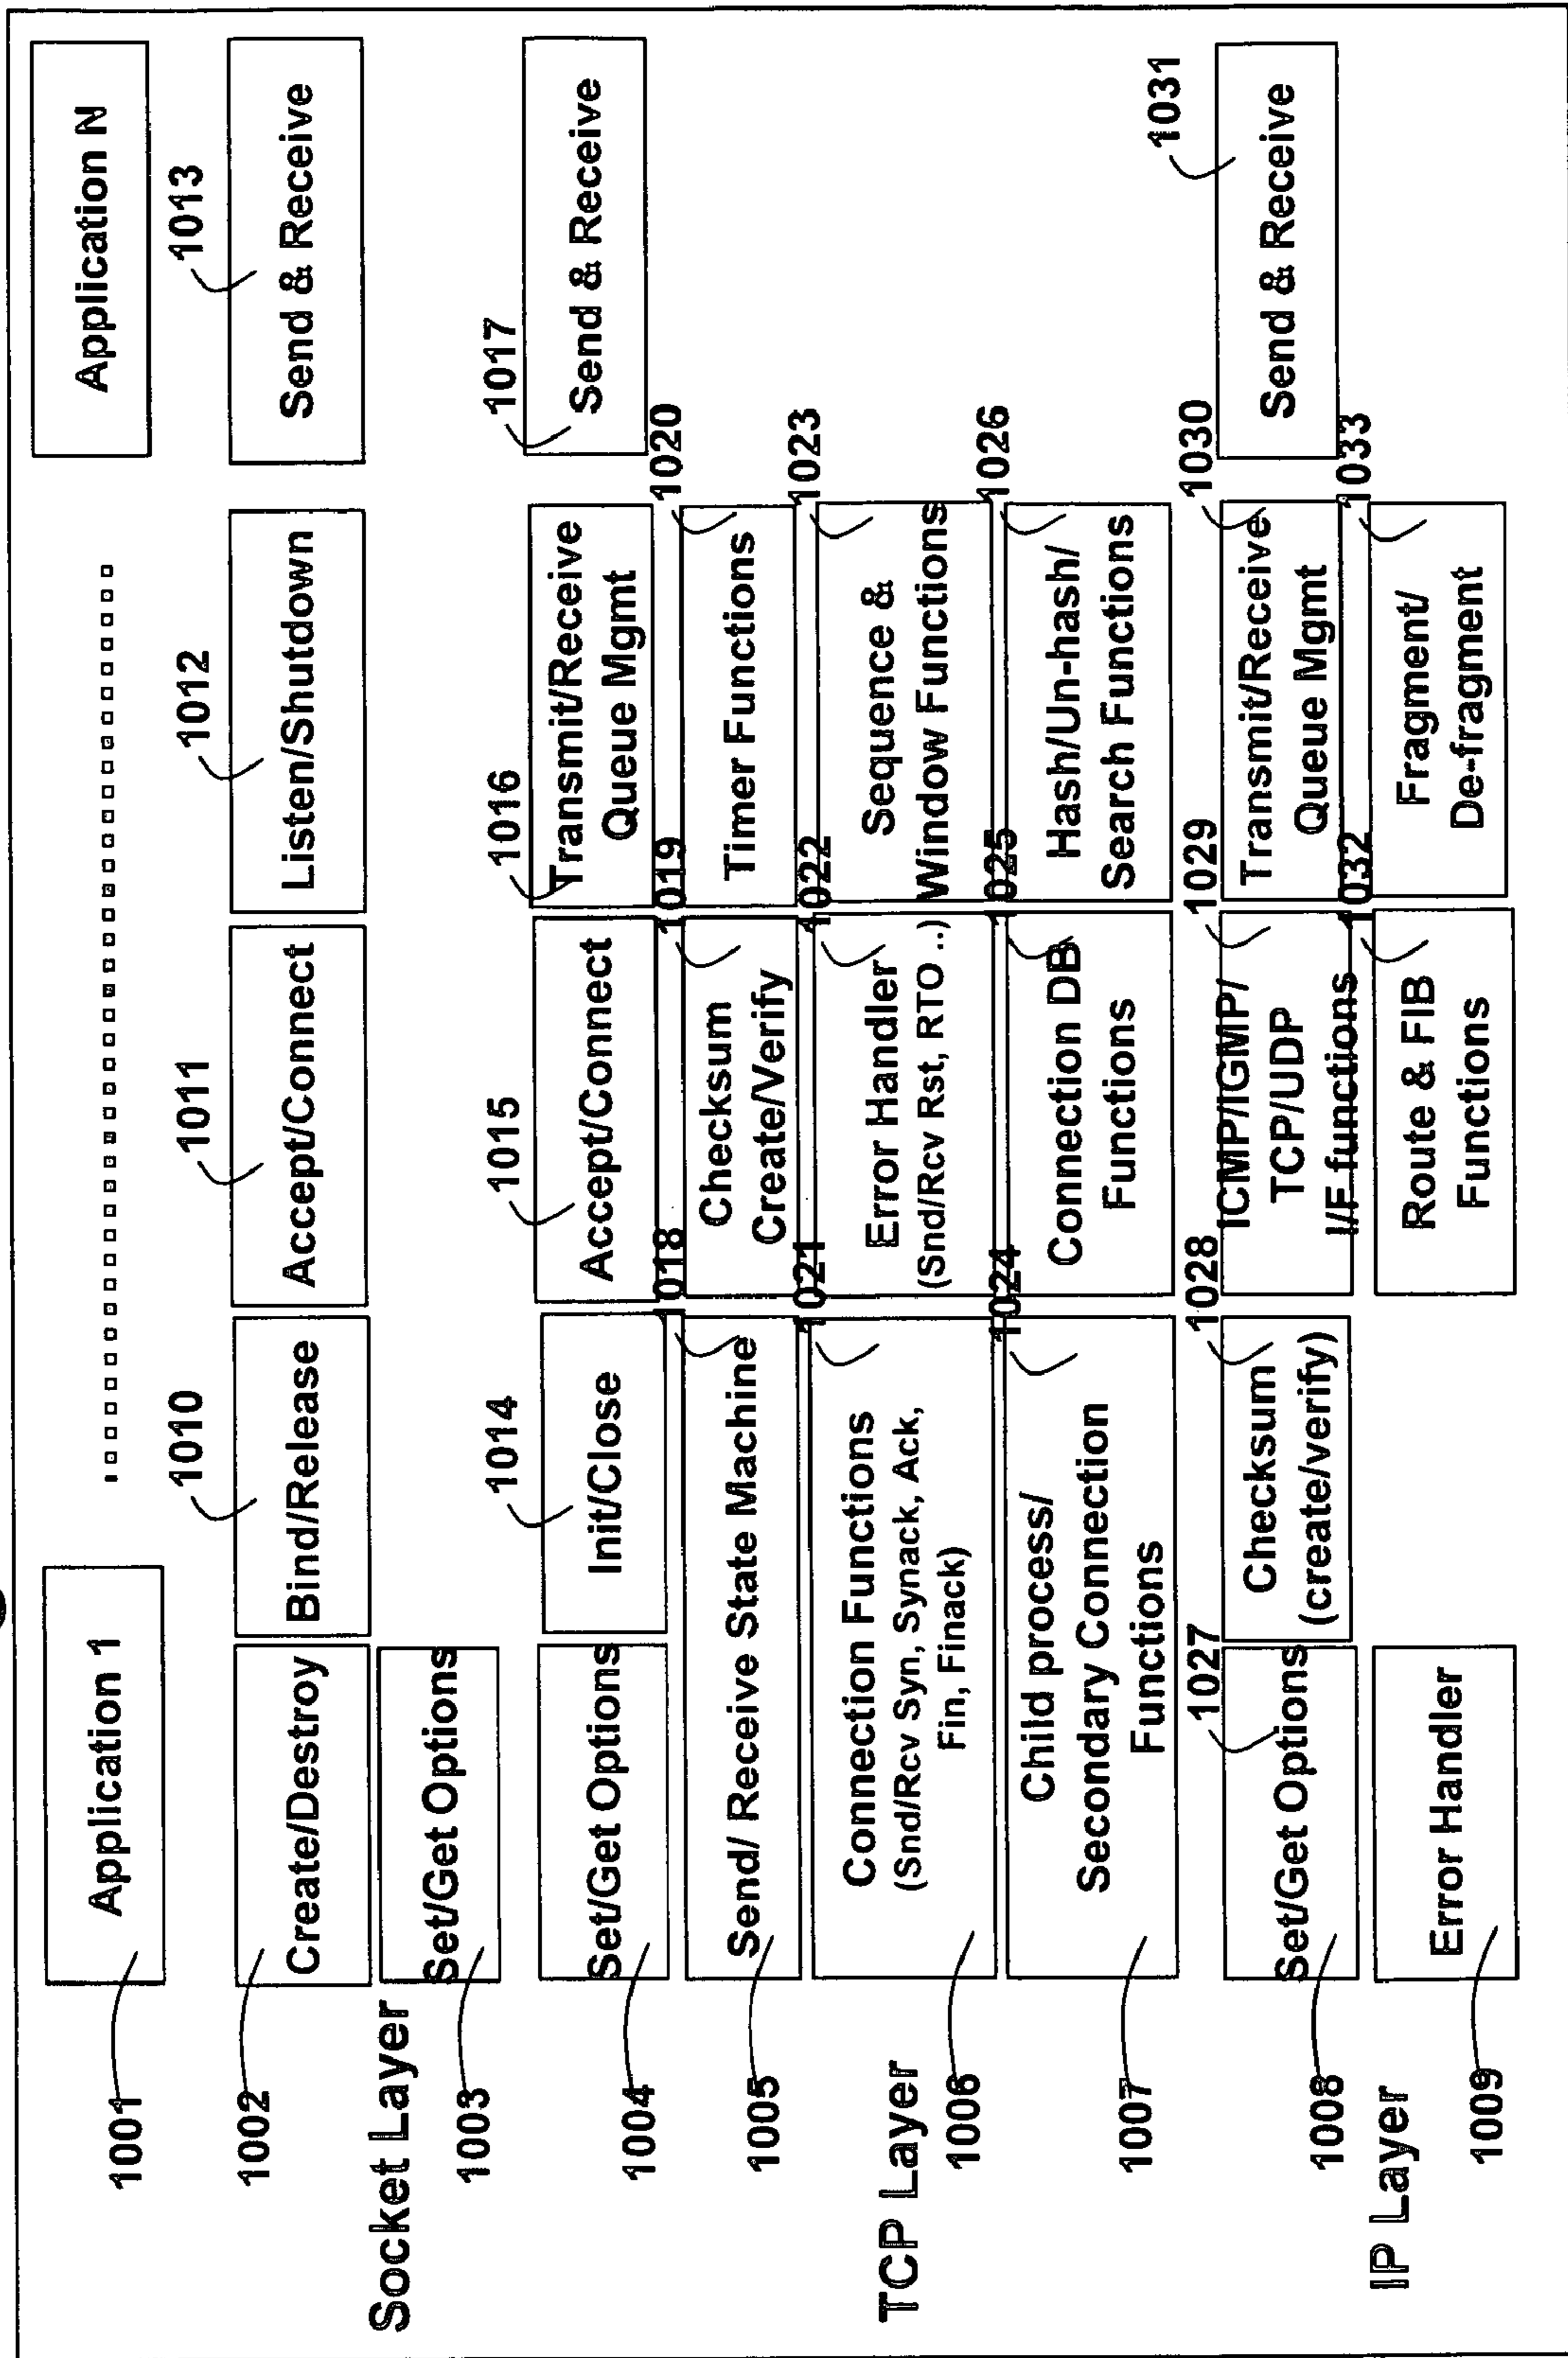 1001
Application 1
Application N
1002
Create/Destroy
1010
Bind/Release
1011
Accept/Connect
1012
Listen/Shutdown
1013
Send & Receive
Socket Layer
1003
Set/Get Options
1004
Set/Get Options
1014
Init/Close
1015
Accept/Connect
1016
Transmit/Receive
Queue Mgmt
1017
Send & Receive
1005
Send/ Receive State Machine
1018
Checksum
Create/Verify
1019
Timer Functions
1020
TCP Layer
1006
Connection Functions
(Snd/Rcv Syn, Synack, Ack,
Fin, Finack)
1021
Error Handler
(Snd/Rcv Rst, RTO ..)
1022
Sequence &
Window Functions
1023
1007
Child process/
Secondary Connection
Functions
1024
Connection DB
Functions
1025
Hash/Un-hash/
Search Functions
1026
1008
Set/Get Options
1027
Checksum
(create/verify)
1028
ICMP/IGMP/
TCP/UDP
I/F functions
1029
Transmit/Receive
Queue Mgmt
1030
Send & Receive
1031
IP Layer
1009
Error Handler
Route & FIB
Functions
1032
Fragment/
De-fragment
1033